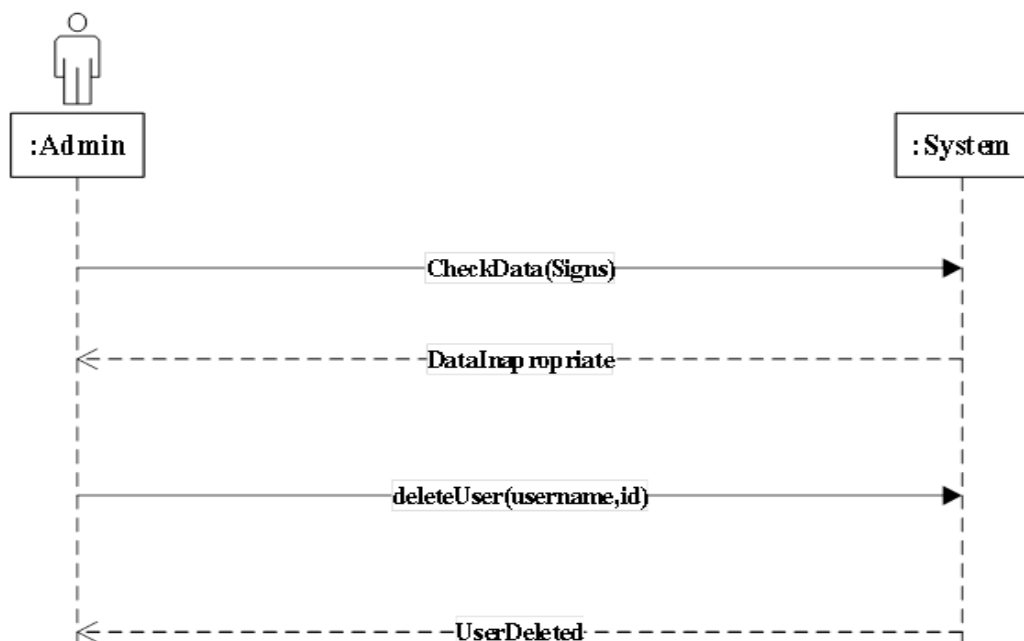 :Admin
:System
CheckData(Signs)
DataInapropriate
deleteUser(username,id)
UserDeleted